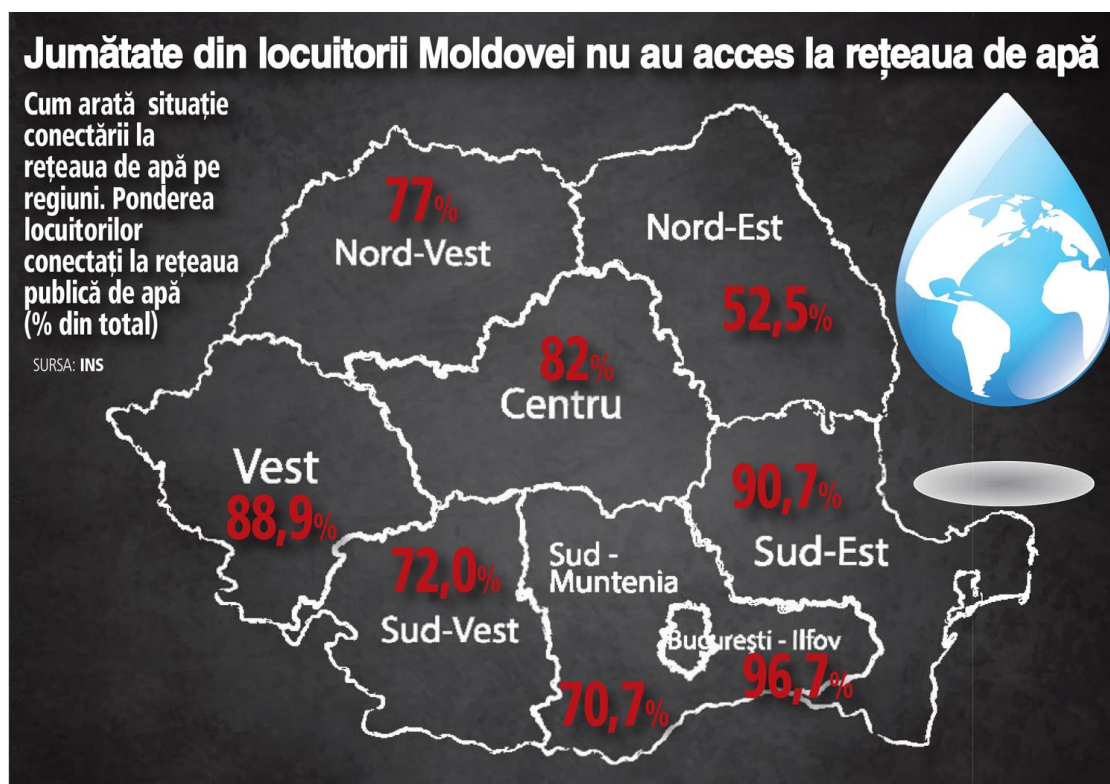 Jumătate din locuitorii Moldovei nu au acces la rețeaua de apă
Cum arată situație
conectării la
rețeaua de apă pe
regiuni. Ponderea
locuitorilor
conectați la rețeaua
publică de apă
(% din total)
SURSA: INS
77%
Nord-Vest
Nord-Est
52,5%
82%
Centru
Vest
88,9%
90,7%
Sud-Est
72,0%
Sud-Vest
Sud -
Muntenia
70,7%
București - Ilfov
96,7%